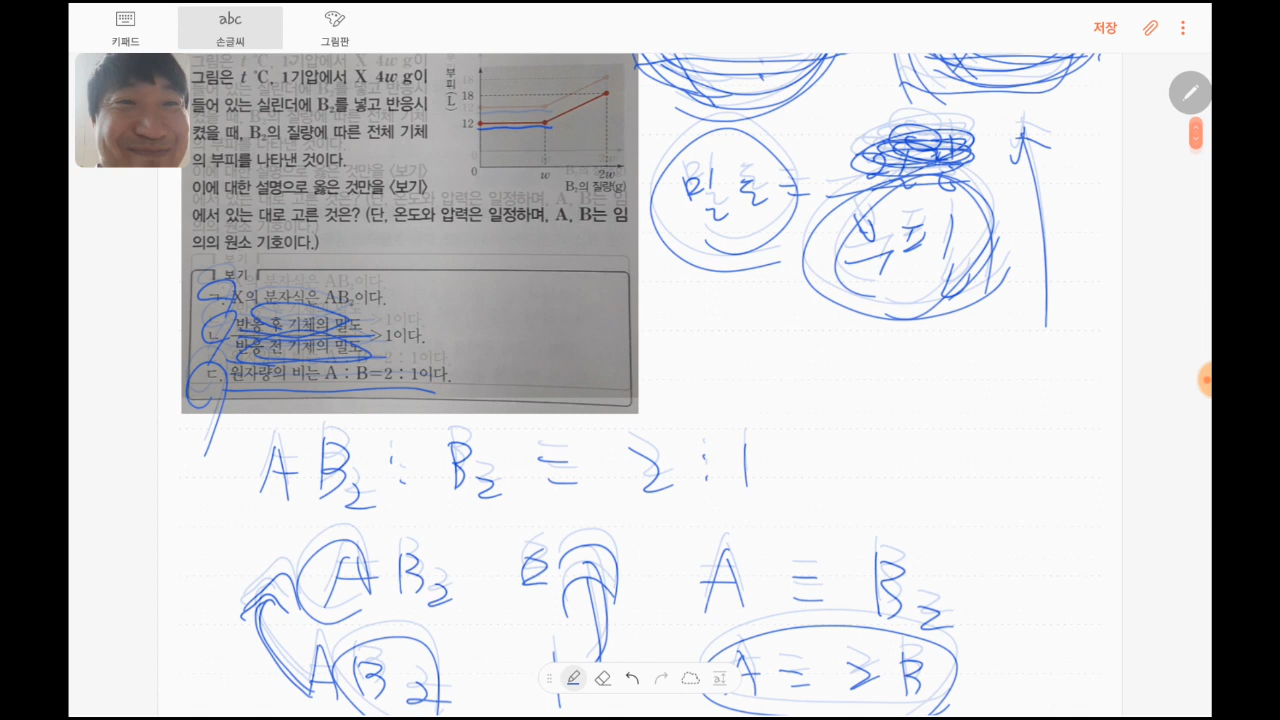 abc
키패드
손글씨
그림판
저장
그림은 t ℃, 1기압에서 X 4w g이
들어 있는 실린더에 B₂를 넣고 반응시
켰을 때, B₂의 질량에 따른 전체 기체
의 부피를 나타낸 것이다.
이에 대한 설명으로 옳은 것만을 〈보기〉
에서 있는 대로 고른 것은? (단, 온도와 압력은 일정하며, A, B는 임
의의 원소 기호이다.)
부피(L)
18
12
0
w
2w
B₂의 질량(g)
보기
ㄱ. X의 분자식은 AB₂이다.
ㄴ. 반응 후 기체의 밀도
반응 전 기체의 밀도 >1이다.
ㄷ. 원자량의 비는 A : B=2 : 1이다.
밀도 =
부피
AB₂ : B₂ = 2 : 1
AB₂
A = B₂
AB₂
A = 2B